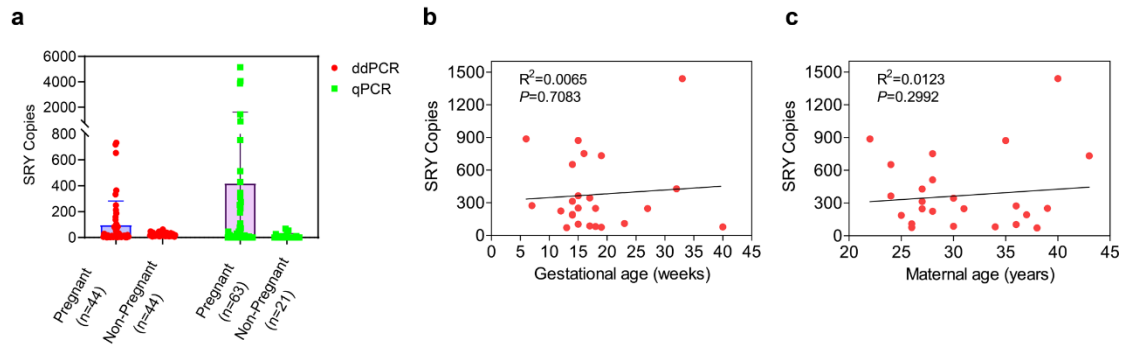 a
SRY Copies
6000
4000
2000
800
600
400
200
0
Pregnant
(n=44)
Non-Pregnant
(n=44)
Pregnant
(n=63)
Non-Pregnant
(n=21)
ddPCR
qPCR
b
SRY Copies
1500
1200
900
600
300
0
R²=0.0065
P=0.7083
0 5 10 15 20 25 30 35 40 45
Gestational age (weeks)
c
SRY Copies
1500
1200
900
600
300
0
R²=0.0123
P=0.2992
20 25 30 35 40 45
Maternal age (years)